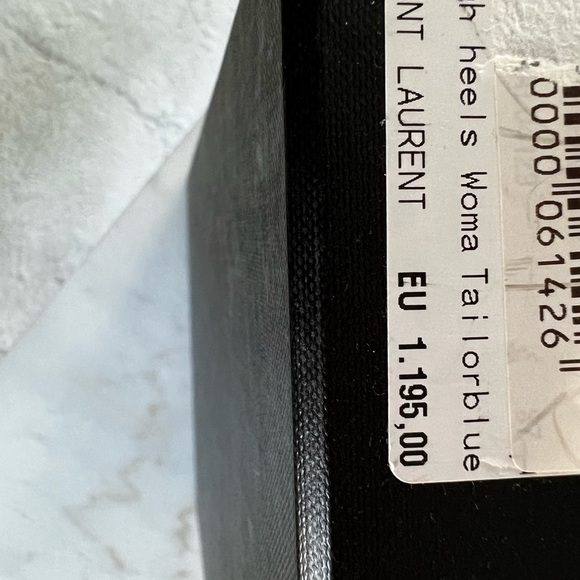 h heels Woma Tailorblue
NT LAURENT EU 1.195,00
0000 061426